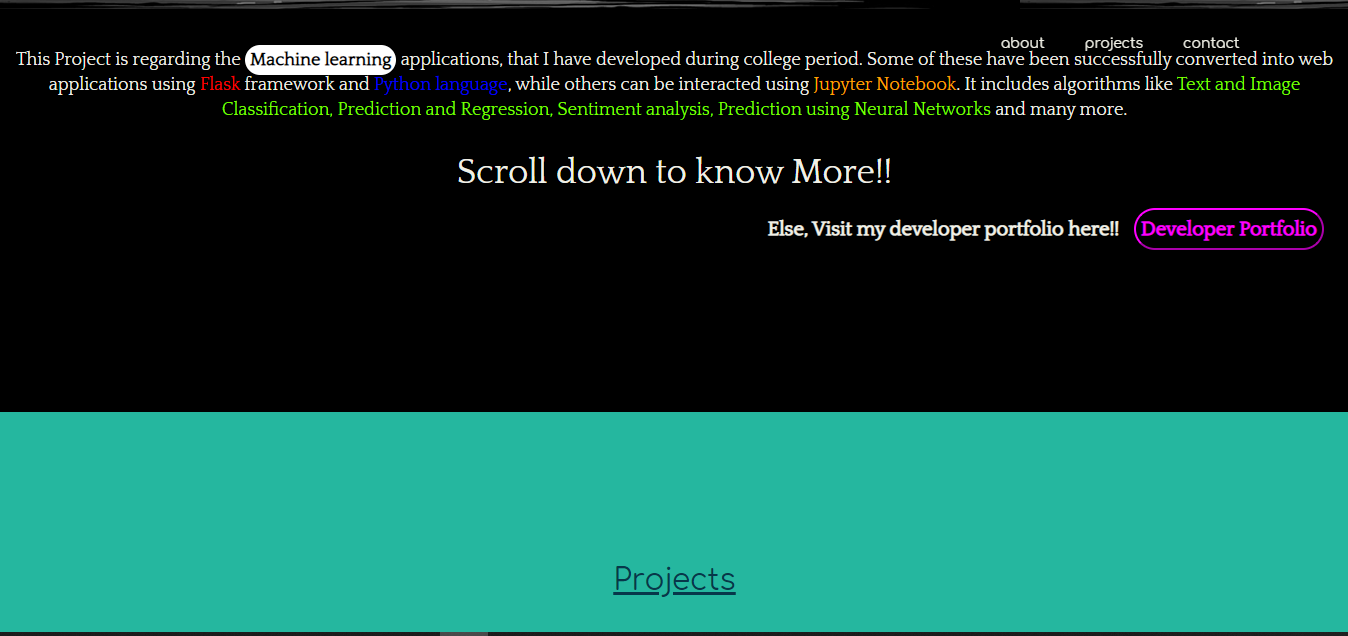 about projects contact
This Project is regarding the Machine learning applications, that I have developed during college period. Some of these have been successfully converted into web
applications using Flask framework and Python language, while others can be interacted using Jupyter Notebook. It includes algorithms like Text and Image
Classification, Prediction and Regression, Sentiment analysis, Prediction using Neural Networks and many more.
Scroll down to know More!!
Else, Visit my developer portfolio here!! Developer Portfolio
Projects